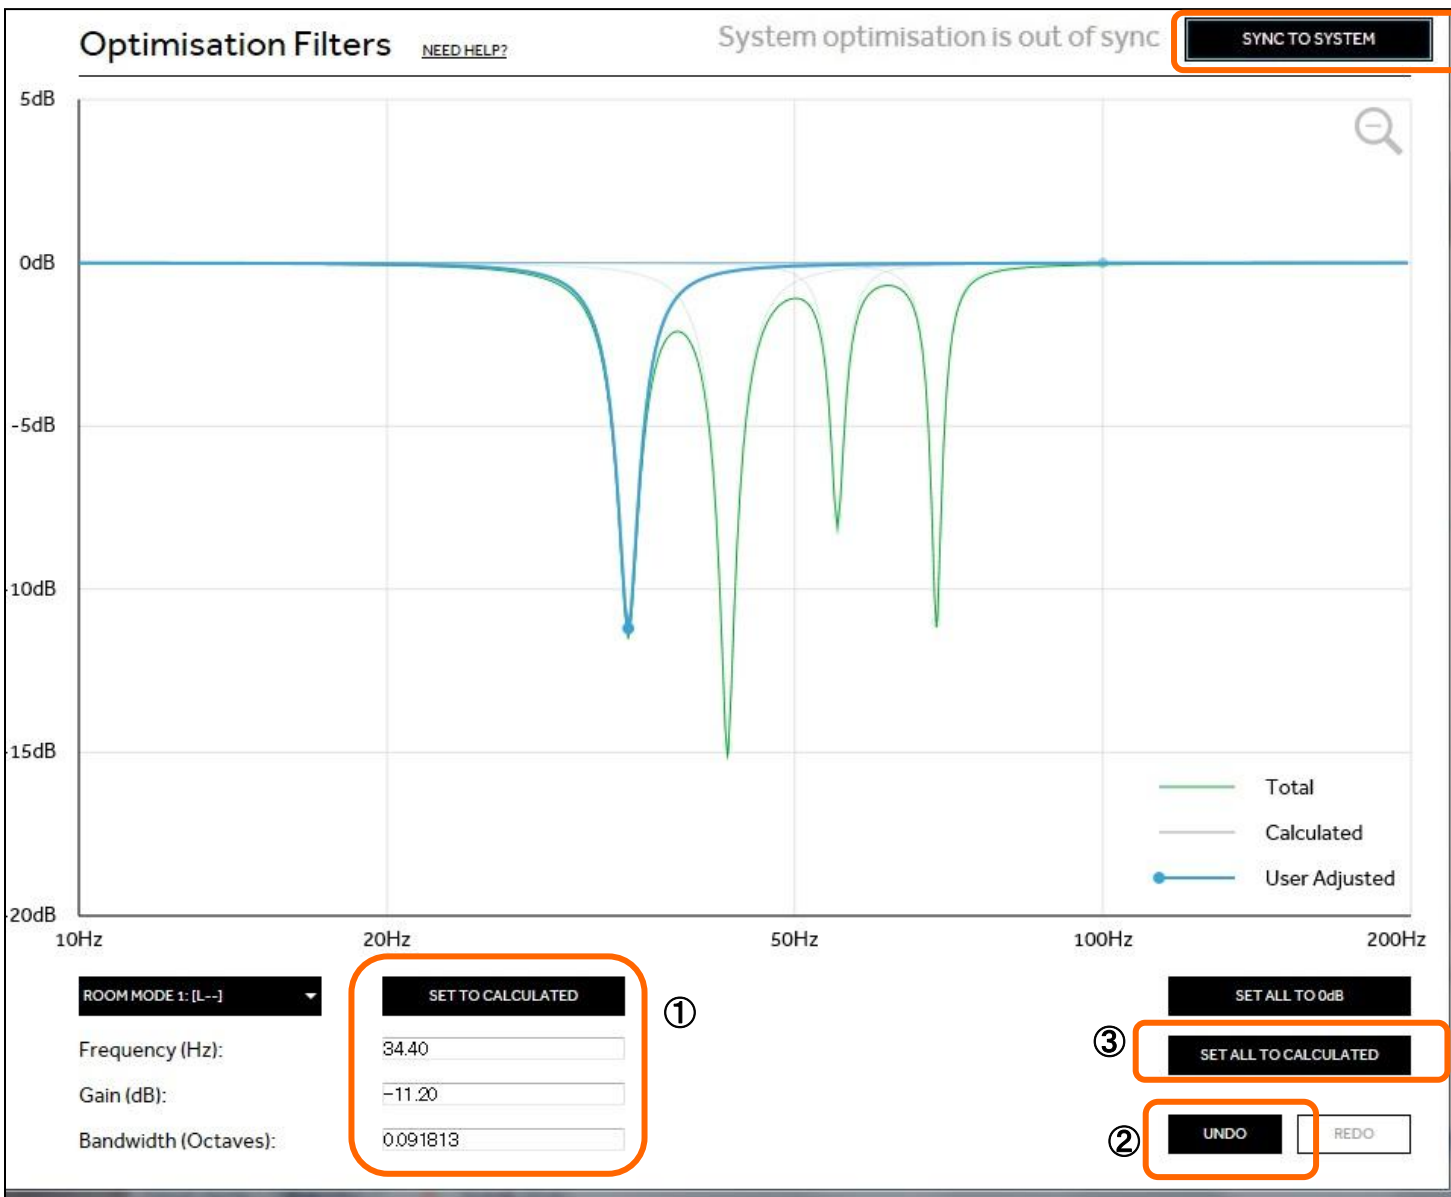 Optimisation Filters NEED HELP? System optimisation is out of sync SYNC TO SYSTEM
5dB
0dB
-5dB
-10dB
-15dB
Total
Calculated
User Adjusted
-20dB
10Hz 20Hz 50Hz 100Hz 200Hz
ROOM MODE 1: [L--] SET TO CALCULATED ① SET ALL TO 0dB
Frequency (Hz): 34.40 ③ SET ALL TO CALCULATED
Gain (dB): -11.20
Bandwidth (Octaves): 0.091813 ② UNDO REDO